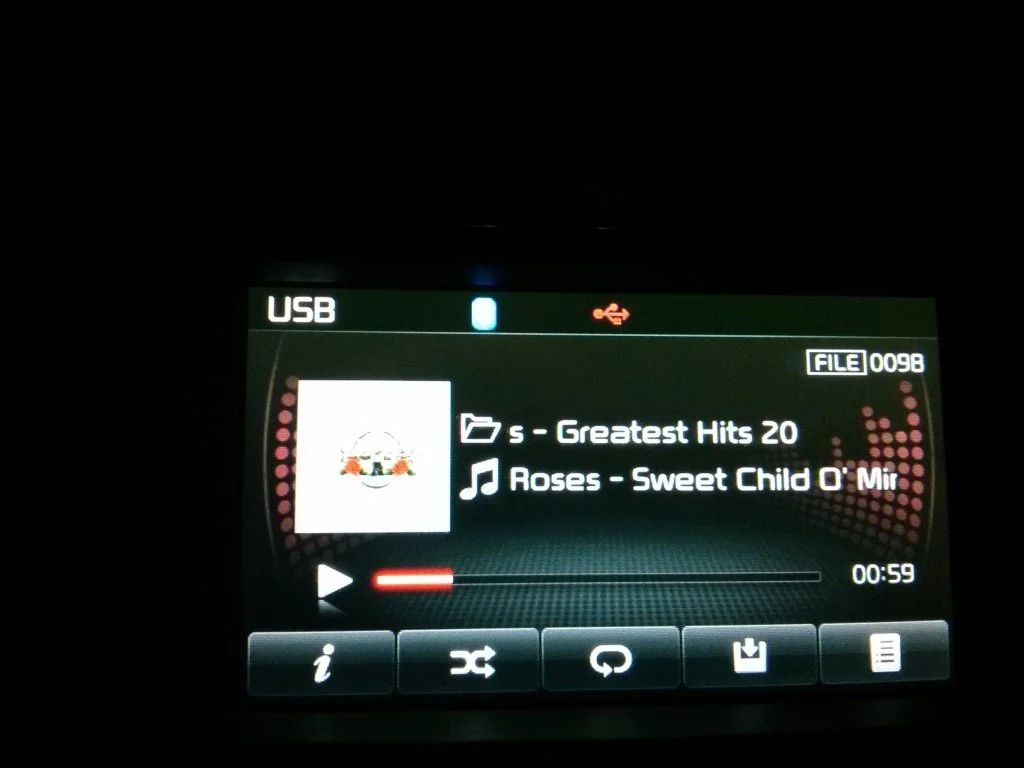 USB
FILE 0098
s - Greatest Hits 20
Roses - Sweet Child O' Mir
00:59
i